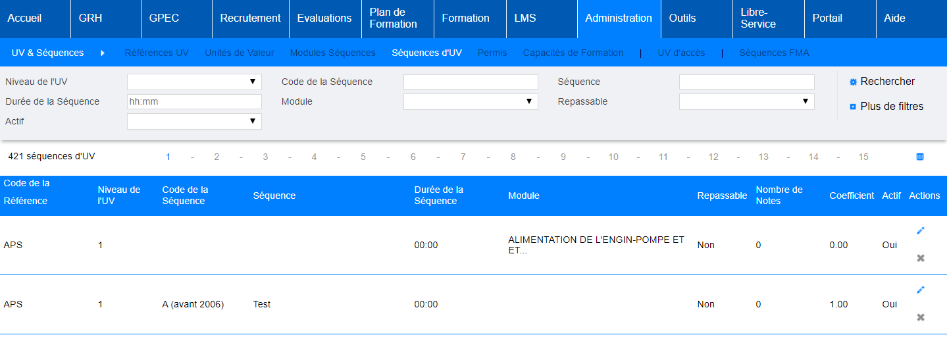 Accueil GRH GPEC Recrutement Evaluations Plan de Formation Formation LMS Administration Outils Libre-Service Portail Aide
UV & Séquences Références UV Unités de Valeur Modules Séquences Séquences d'UV Permis Capacités de Formation | UV d'accès | Séquences FMA
Niveau de l'UV Code de la Séquence Séquence Rechercher
Durée de la Séquence hh:mm Module Repassable Plus de filtres
Actif
421 séquences d'UV 1 - 2 - 3 - 4 - 5 - 6 - 7 - 8 - 9 - 10 - 11 - 12 - 13 - 14 - 15
Code de la Référence Niveau de l'UV Code de la Séquence Séquence Durée de la Séquence Module Repassable Nombre de Notes Coefficient Actif Actions
APS 1 00:00 ALIMENTATION DE L'ENGIN-POMPE ET ET... Non 0 0.00 Oui
APS 1 A (avant 2006) Test 00:00 Non 0 1.00 Oui